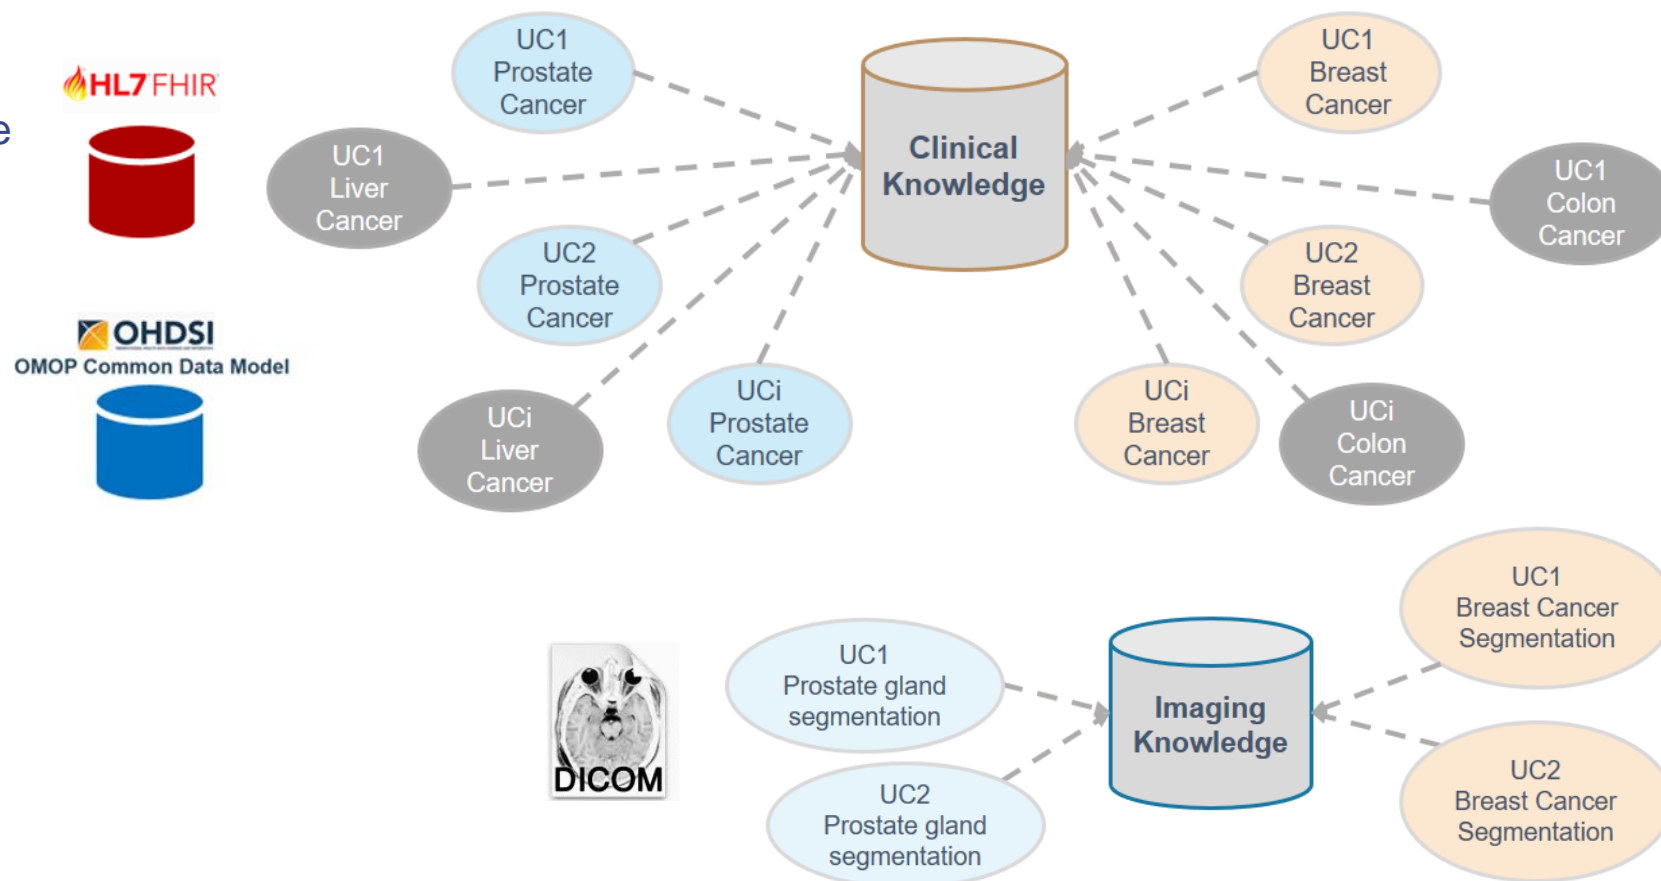 HL7 FHIR
e
OHDSI
OMOP Common Data Model
UC1
Prostate
Cancer
UC1
Liver
Cancer
UC2
Prostate
Cancer
UCi
Liver
Cancer
UCi
Prostate
Cancer
Clinical
Knowledge
UC1
Breast
Cancer
UC1
Colon
Cancer
UC2
Breast
Cancer
UCi
Breast
Cancer
UCi
Colon
Cancer
DICOM
UC1
Prostate gland
segmentation
UC2
Prostate gland
segmentation
Imaging
Knowledge
UC1
Breast Cancer
Segmentation
UC2
Breast Cancer
Segmentation